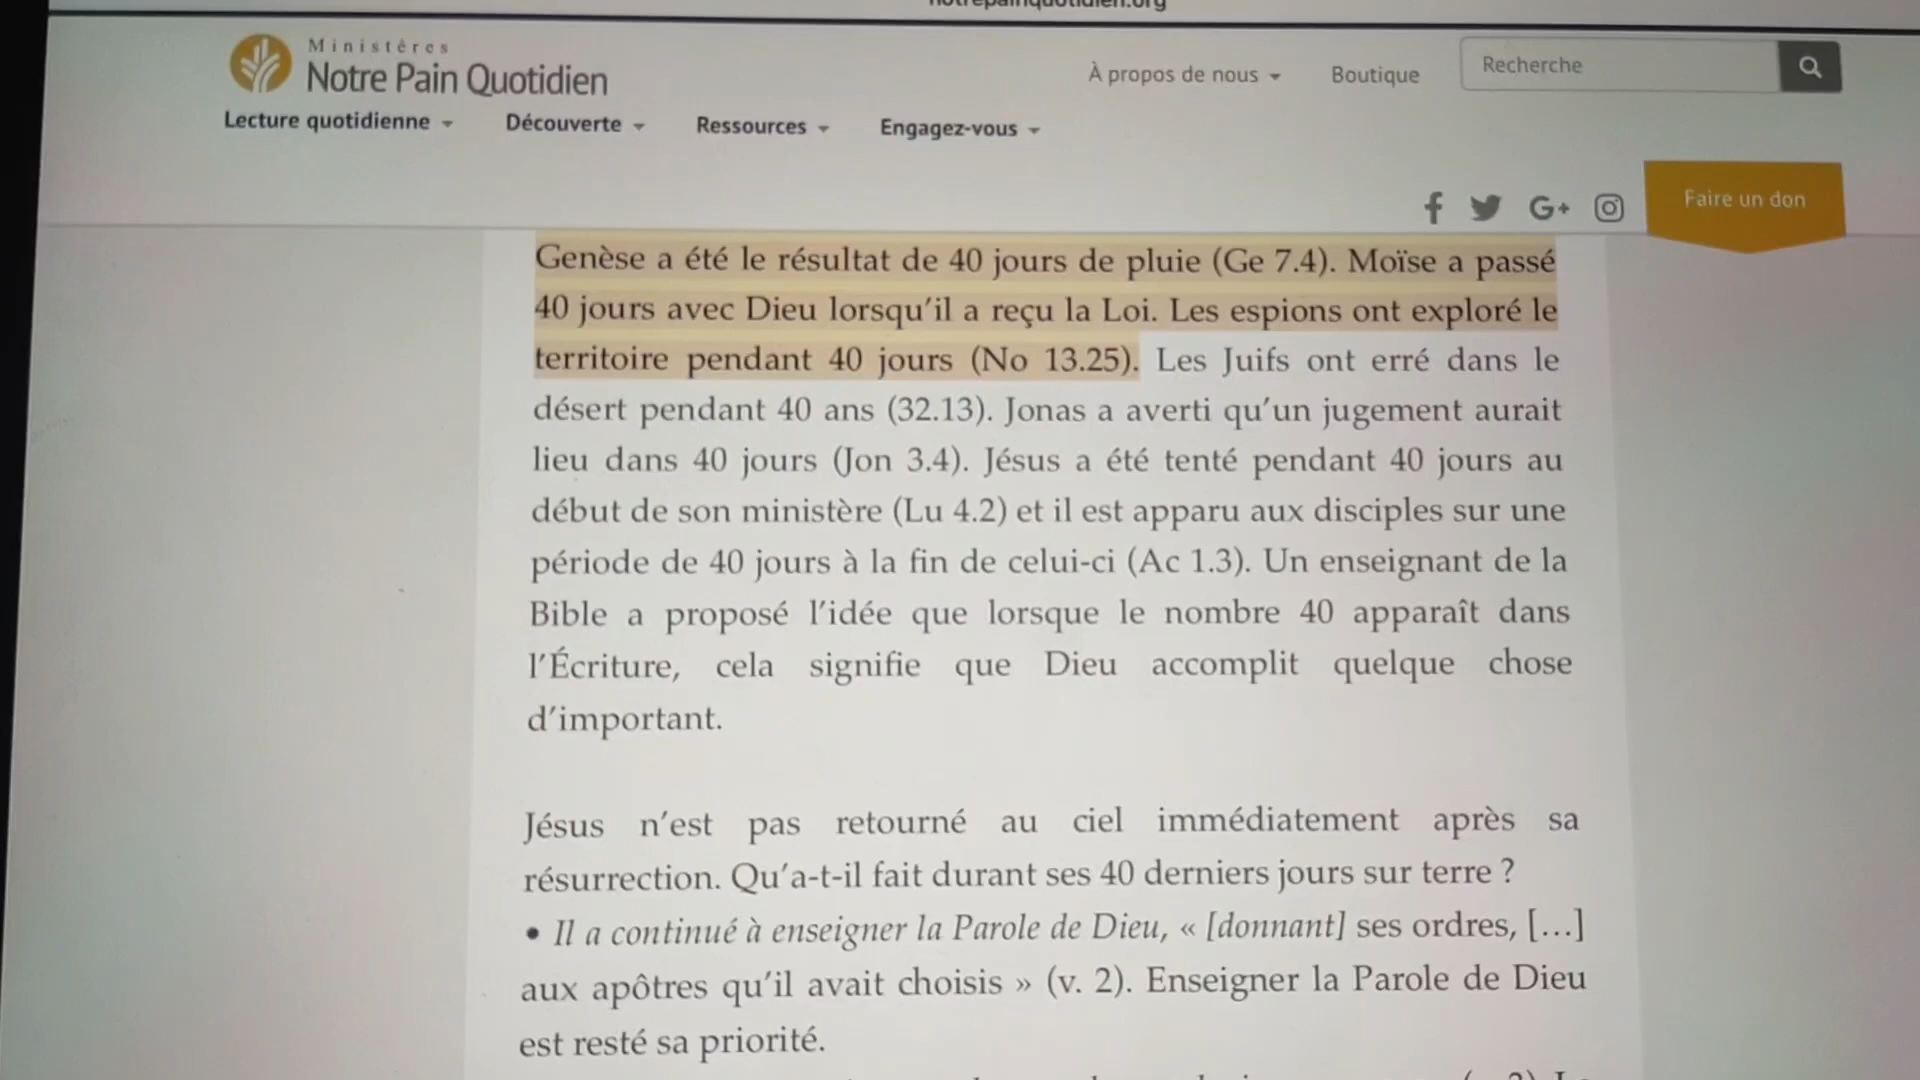 notrepainquotidien.org
Ministères
Notre Pain Quotidien
À propos de nous
Boutique
Recherche
Lecture quotidienne
Découverte
Ressources
Engagez-vous
G+
Faire un don
Genèse a été le résultat de 40 jours de pluie (Ge 7.4). Moïse a passé
40 jours avec Dieu lorsqu'il a reçu la Loi. Les espions ont exploré le
territoire pendant 40 jours (No 13.25). Les Juifs ont erré dans le
désert pendant 40 ans (32.13). Jonas a averti qu'un jugement aurait
lieu dans 40 jours (Jon 3.4). Jésus a été tenté pendant 40 jours au
début de son ministère (Lu 4.2) et il est apparu aux disciples sur une
période de 40 jours à la fin de celui-ci (Ac 1.3). Un enseignant de la
Bible a proposé l'idée que lorsque le nombre 40 apparaît dans
l'Écriture, cela signifie que Dieu accomplit quelque chose
d'important.
Jésus n'est pas retourné au ciel immédiatement après sa
résurrection. Qu'a-t-il fait durant ses 40 derniers jours sur terre ?
• Il a continué à enseigner la Parole de Dieu, « [donnant] ses ordres, […]
aux apôtres qu'il avait choisis » (v. 2). Enseigner la Parole de Dieu
est resté sa priorité.